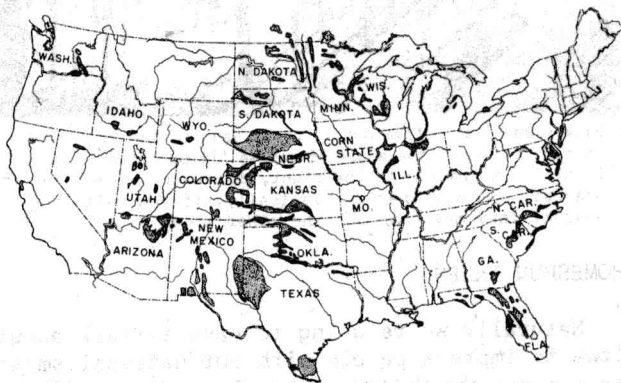 WASH.
N. DAKOTA
WIS.
MINN.
IDAHO
S. DAKOTA
WYO.
CORN
STATE
NEBR.
ILL.
COLORADO
KANSAS
UTAH
MO.
N. CAR.
NEW
MEXICO
S. CAR.
ARIZONA
OKLA.
GA.
TEXAS
FLA.